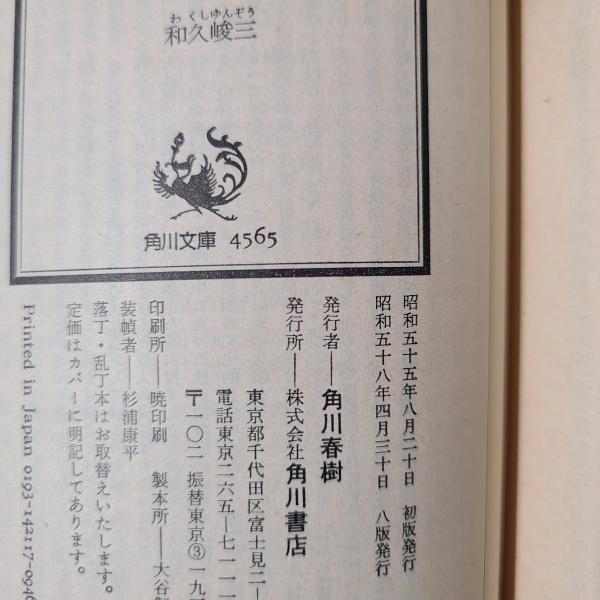 わくしゆんぞう
和久峻三
角川文庫 4565
昭和五十五年八月二十日 初版発行
昭和五十八年四月三十日 八版発行
発行者——角川春樹
発行所——株式会社角川書店
東京都千代田区富士見二—
電話東京二六五—七一一一
〒一〇二 振替東京③一九五
印刷所——暁印刷 製本所——大谷製
装幀者——杉浦康平
落丁・乱丁本はお取替えいたします。
定価はカバーに明記してあります。
Printed in Japan 0193-142117-0946